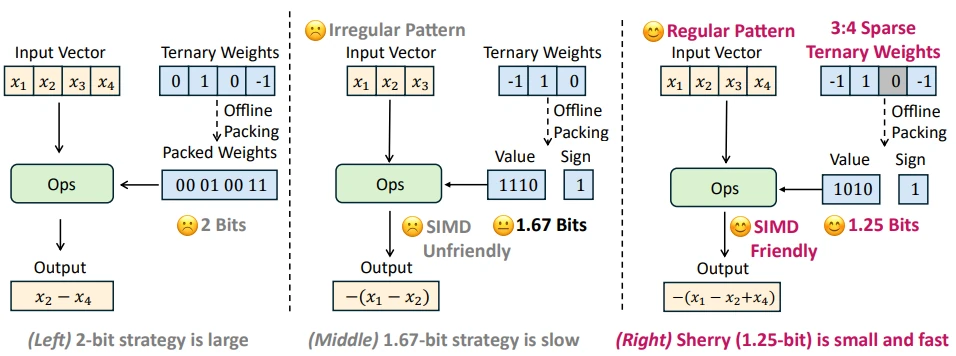 Input Vector
x₁ x₂ x₃ x₄
Ternary Weights
0 1 0 -1
Offline
Packing
Packed Weights
00 01 00 11
Ops
2 Bits
Output
x₂ − x₄
(Left) 2-bit strategy is large
Irregular Pattern
Input Vector
x₁ x₂ x₃
Ternary Weights
-1 1 0
Offline
Packing
Value Sign
1110 1
Ops
SIMD
Unfriendly
1.67 Bits
Output
−(x₁ − x₂)
(Middle) 1.67-bit strategy is slow
Regular Pattern
Input Vector
x₁ x₂ x₃ x₄
3:4 Sparse
Ternary Weights
-1 1 0 -1
Offline
Packing
Value Sign
1010 1
Ops
SIMD
Friendly
1.25 Bits
Output
−(x₁ − x₂+x₄)
(Right) Sherry (1.25-bit) is small and fast